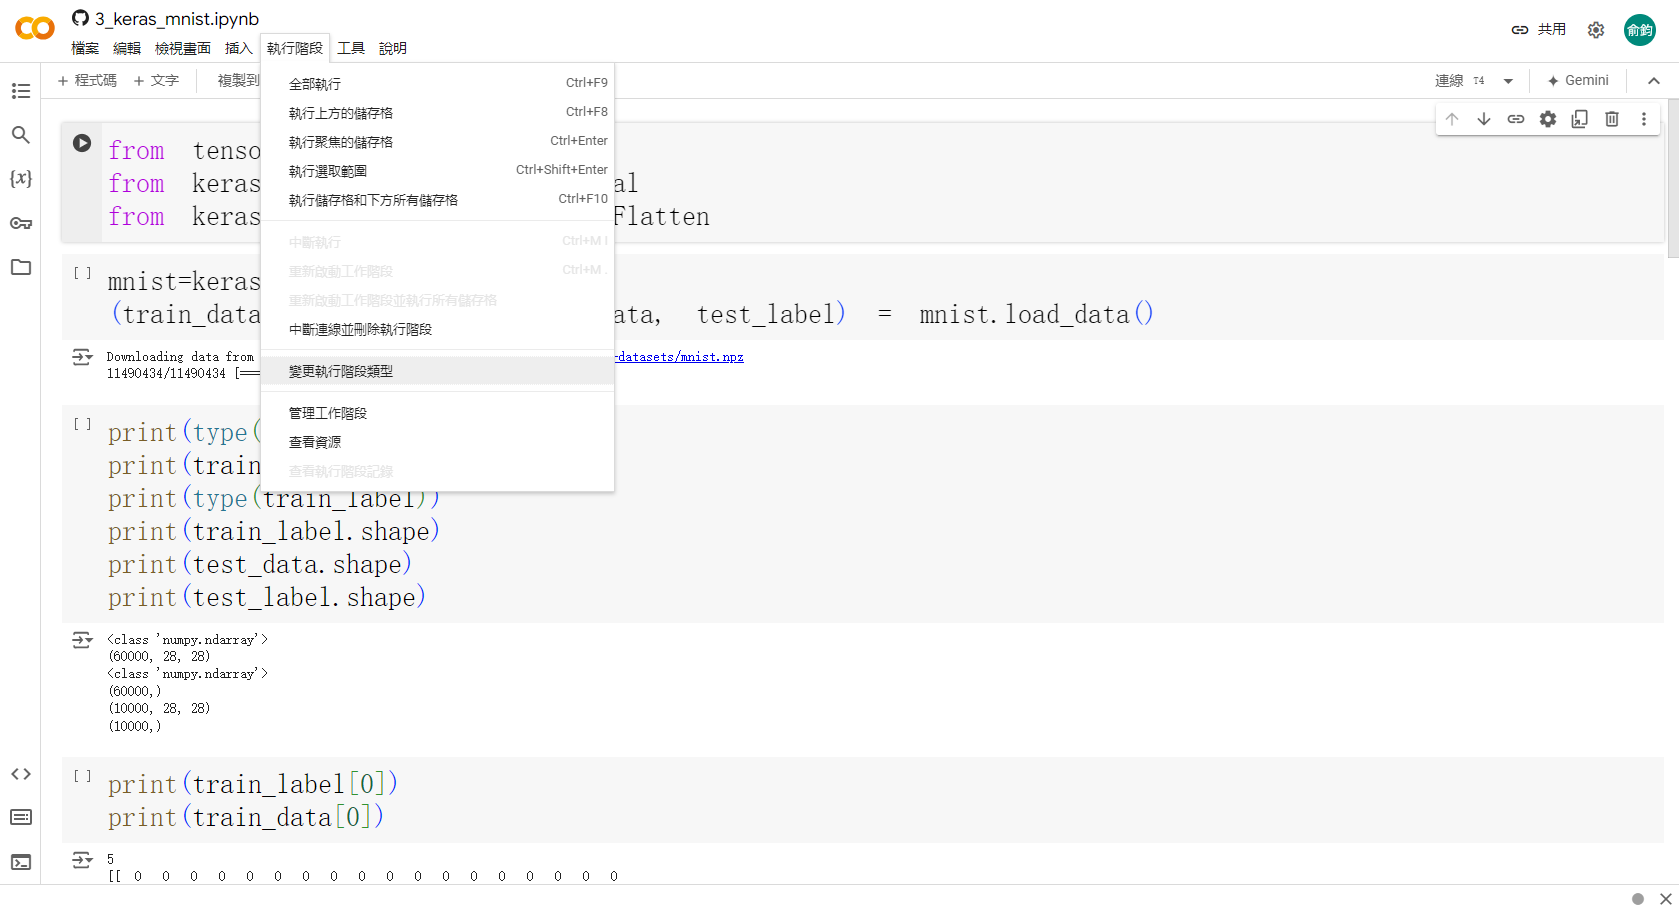 3_keras_mnist.ipynb
檔案 編輯 檢視畫面 插入 執行階段 工具 說明
共用
俞鈞
+ 程式碼 + 文字 複製到
連線 T4 Gemini
全部執行 Ctrl+F9
執行上方的儲存格 Ctrl+F8
執行聚焦的儲存格 Ctrl+Enter
執行選取範圍 Ctrl+Shift+Enter
執行儲存格和下方所有儲存格 Ctrl+F10
中斷執行 Ctrl+M I
重新啟動工作階段 Ctrl+M .
重新啟動工作階段並執行所有儲存格
中斷連線並刪除執行階段
變更執行階段類型
管理工作階段
查看資源
查看執行階段記錄
from tenso
from keras al
from keras Flatten
[ ] mnist=keras
(train_data ata, test_label) = mnist.load_data()
Downloading data from -datasets/mnist.npz
11490434/11490434 [==
[ ] print(type(
print(train
print(type(train_label))
print(train_label.shape)
print(test_data.shape)
print(test_label.shape)
<class 'numpy.ndarray'>
(60000, 28, 28)
<class 'numpy.ndarray'>
(60000,)
(10000, 28, 28)
(10000,)
[ ] print(train_label[0])
print(train_data[0])
5
[[ 0 0 0 0 0 0 0 0 0 0 0 0 0 0 0 0 0 0